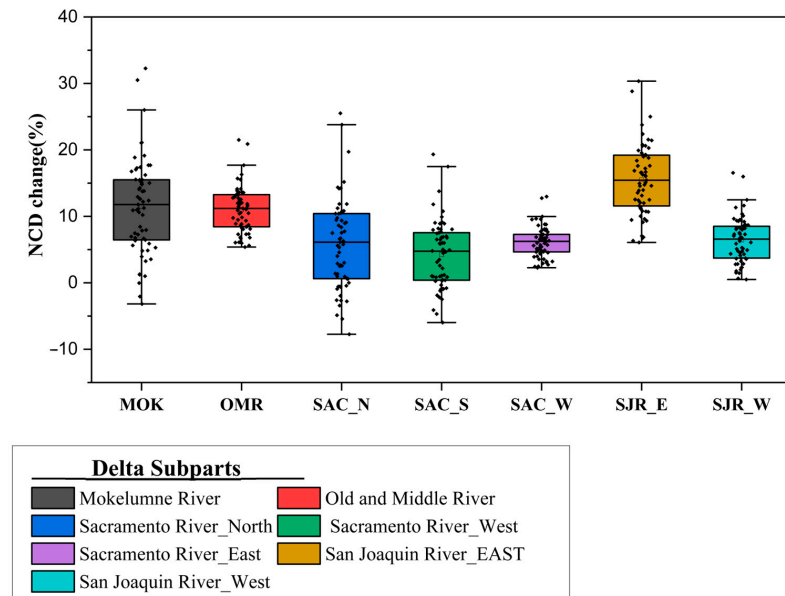 40
30
20
10
0
−10
NCD change(%)
MOK OMR SAC_N SAC_S SAC_W SJR_E SJR_W
Delta Subparts
Mokelumne River Old and Middle River
Sacramento River_North Sacramento River_West
Sacramento River_East San Joaquin River_EAST
San Joaquin River_West